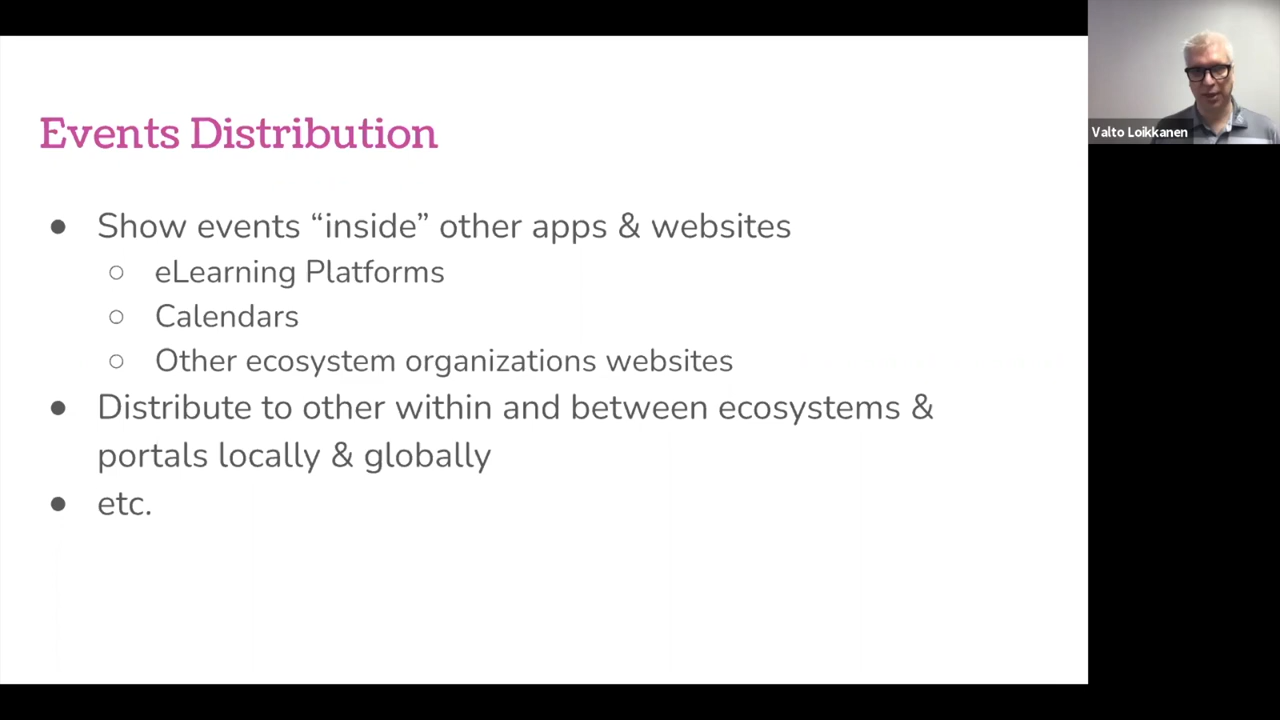 Events Distribution
● Show events “inside” other apps & websites
○ eLearning Platforms
○ Calendars
○ Other ecosystem organizations websites
● Distribute to other within and between ecosystems &
portals locally & globally
● etc.
Valto Loikkanen